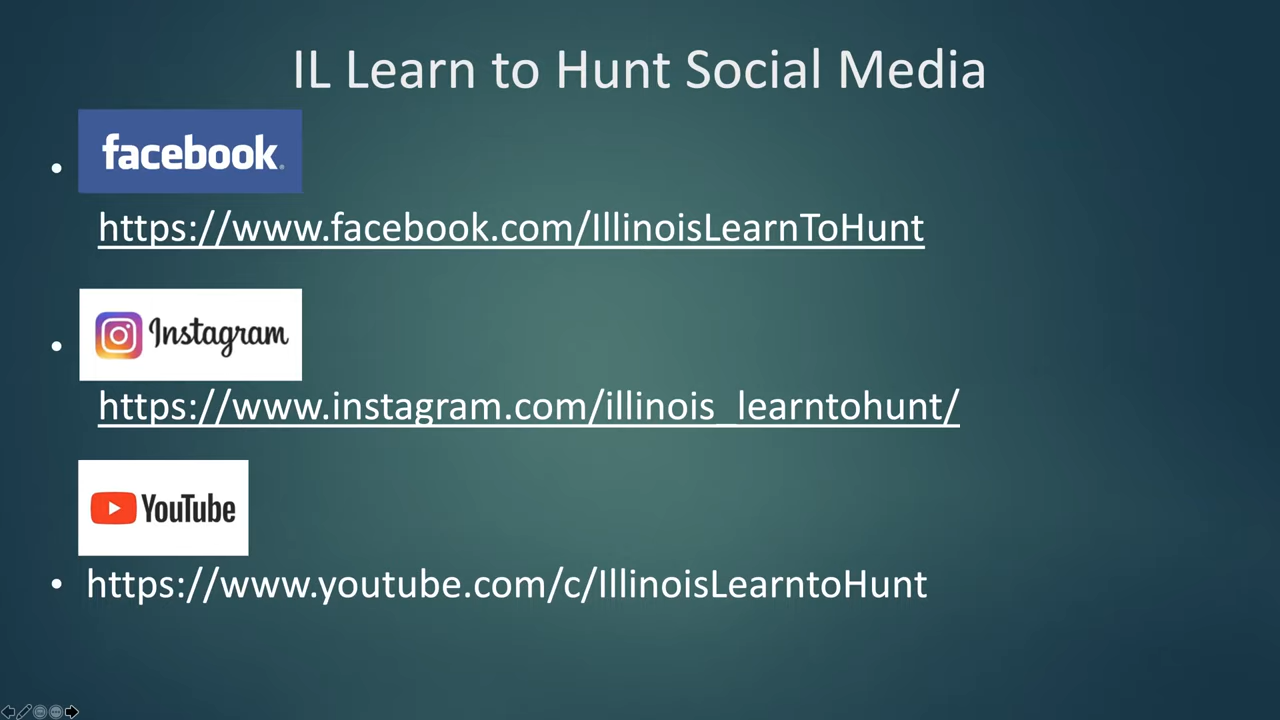 IL Learn to Hunt Social Media
facebook®
https://www.facebook.com/IllinoisLearnToHunt
Instagram
https://www.instagram.com/illinois_learntohunt/
YouTube
https://www.youtube.com/c/IllinoisLearntoHunt